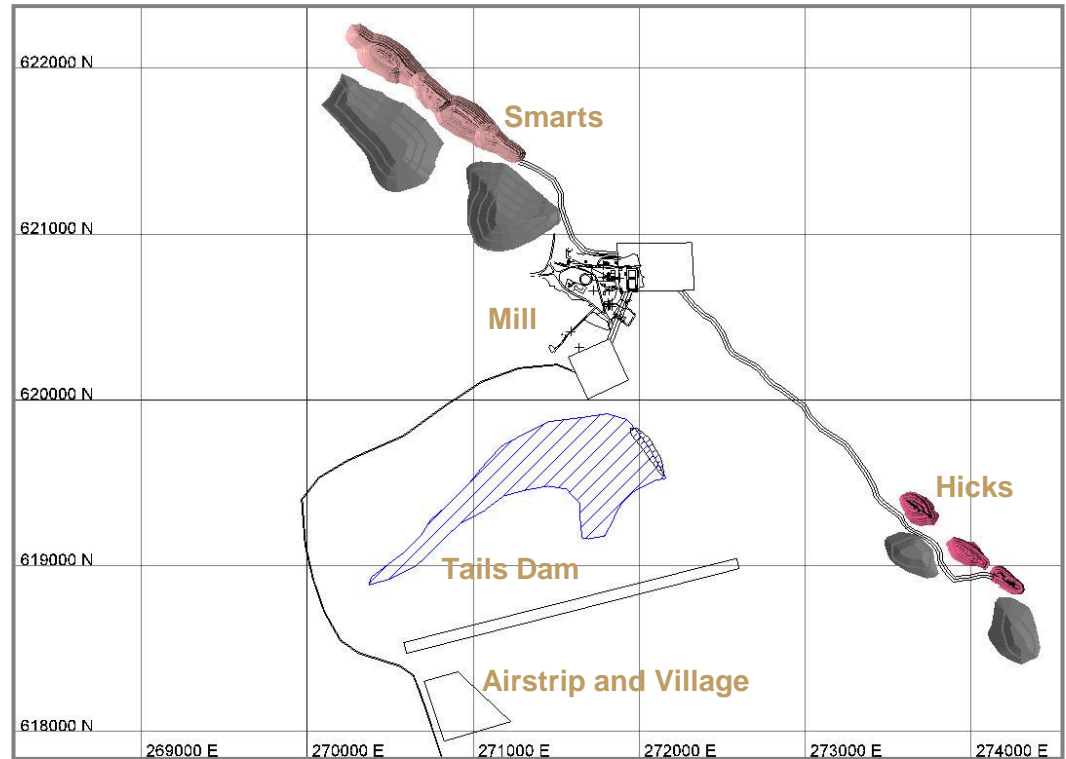 622000 N
Smarts
621000 N
Mill
620000 N
Hicks
619000 N
Tails Dam
Airstrip and Village
618000 N
269000 E
270000 E
271000 E
272000 E
273000 E
274000 E